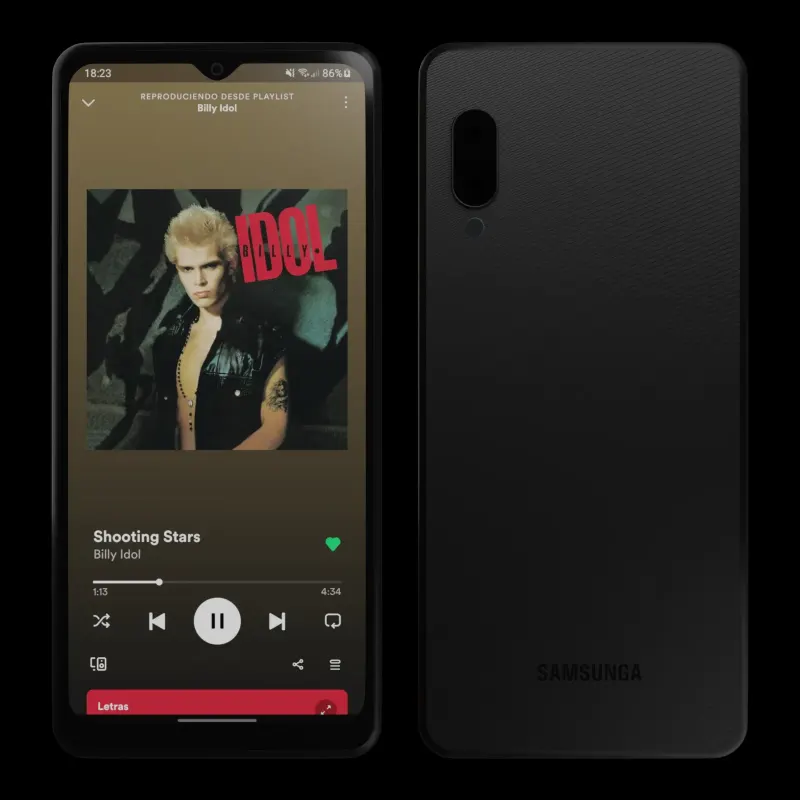 18:23
86%
REPRODUCIENDO DESDE PLAYLIST
Billy Idol
IDOL
BILLY
Shooting Stars
Billy Idol
1:13
4:34
Letras
SAMSUNGA